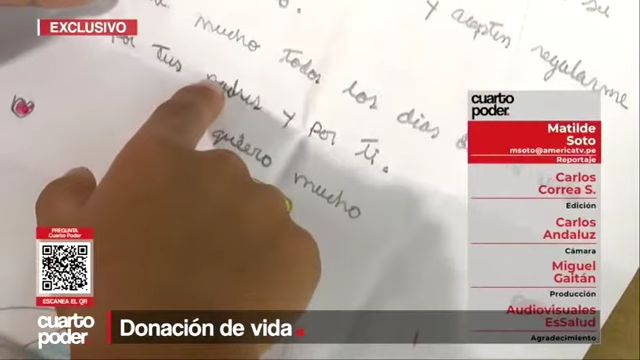 EXCLUSIVO
su
y acepten regalarme
mucho todos los días
por tus padres y por ti.
quiero mucho
cuarto
poder.
Matilde
Soto
msoto@americatv.pe
Reportaje
Carlos
Correa S.
Edición
Carlos
Andaluz
Cámara
Miguel
Gaitán
Producción
Audiovisuales
EsSalud
Agradecimiento
PREGUNTA
Cuarto Poder
ESCANEA EL QR
cuarto
poder
Donación de vida